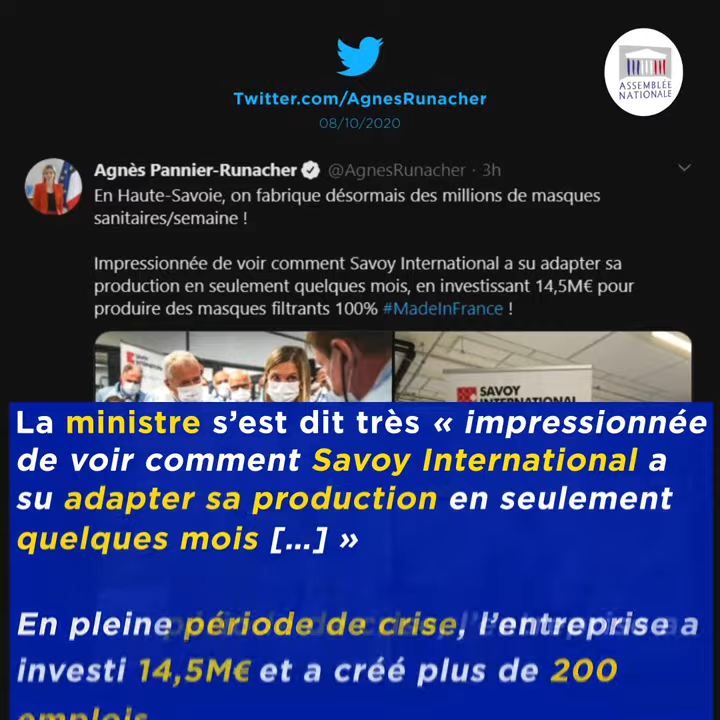 Twitter.com/AgnesRunacher
08/10/2020
ASSEMBLÉE
NATIONALE
Agnès Pannier-Runacher @AgnesRunacher · 3h
En Haute-Savoie, on fabrique désormais des millions de masques
sanitaires/semaine !
Impressionnée de voir comment Savoy International a su adapter sa
production en seulement quelques mois, en investissant 14,5M€ pour
produire des masques filtrants 100% #MadeInFrance !
SAVOY
INTERNATIONAL
La ministre s’est dit très « impressionnée
de voir comment Savoy International a
su adapter sa production en seulement
quelques mois [...] »
En pleine période de crise, l’entreprise a
investi 14,5M€ et a créé plus de 200
emplois